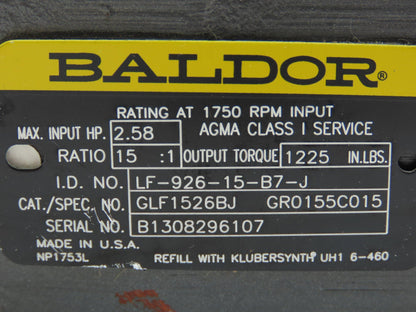 BALDOR®
RATING AT 1750 RPM INPUT
MAX. INPUT HP. 2.58 AGMA CLASS I SERVICE
RATIO 15 :1 OUTPUT TORQUE 1225 IN.LBS.
I.D. NO. LF-926-15-B7-J
CAT./SPEC. NO. GLF1526BJ GR0155C015
SERIAL NO. B1308296107
MADE IN U.S.A.
NP1753L REFILL WITH KLUBERSYNTH UH1 6-460